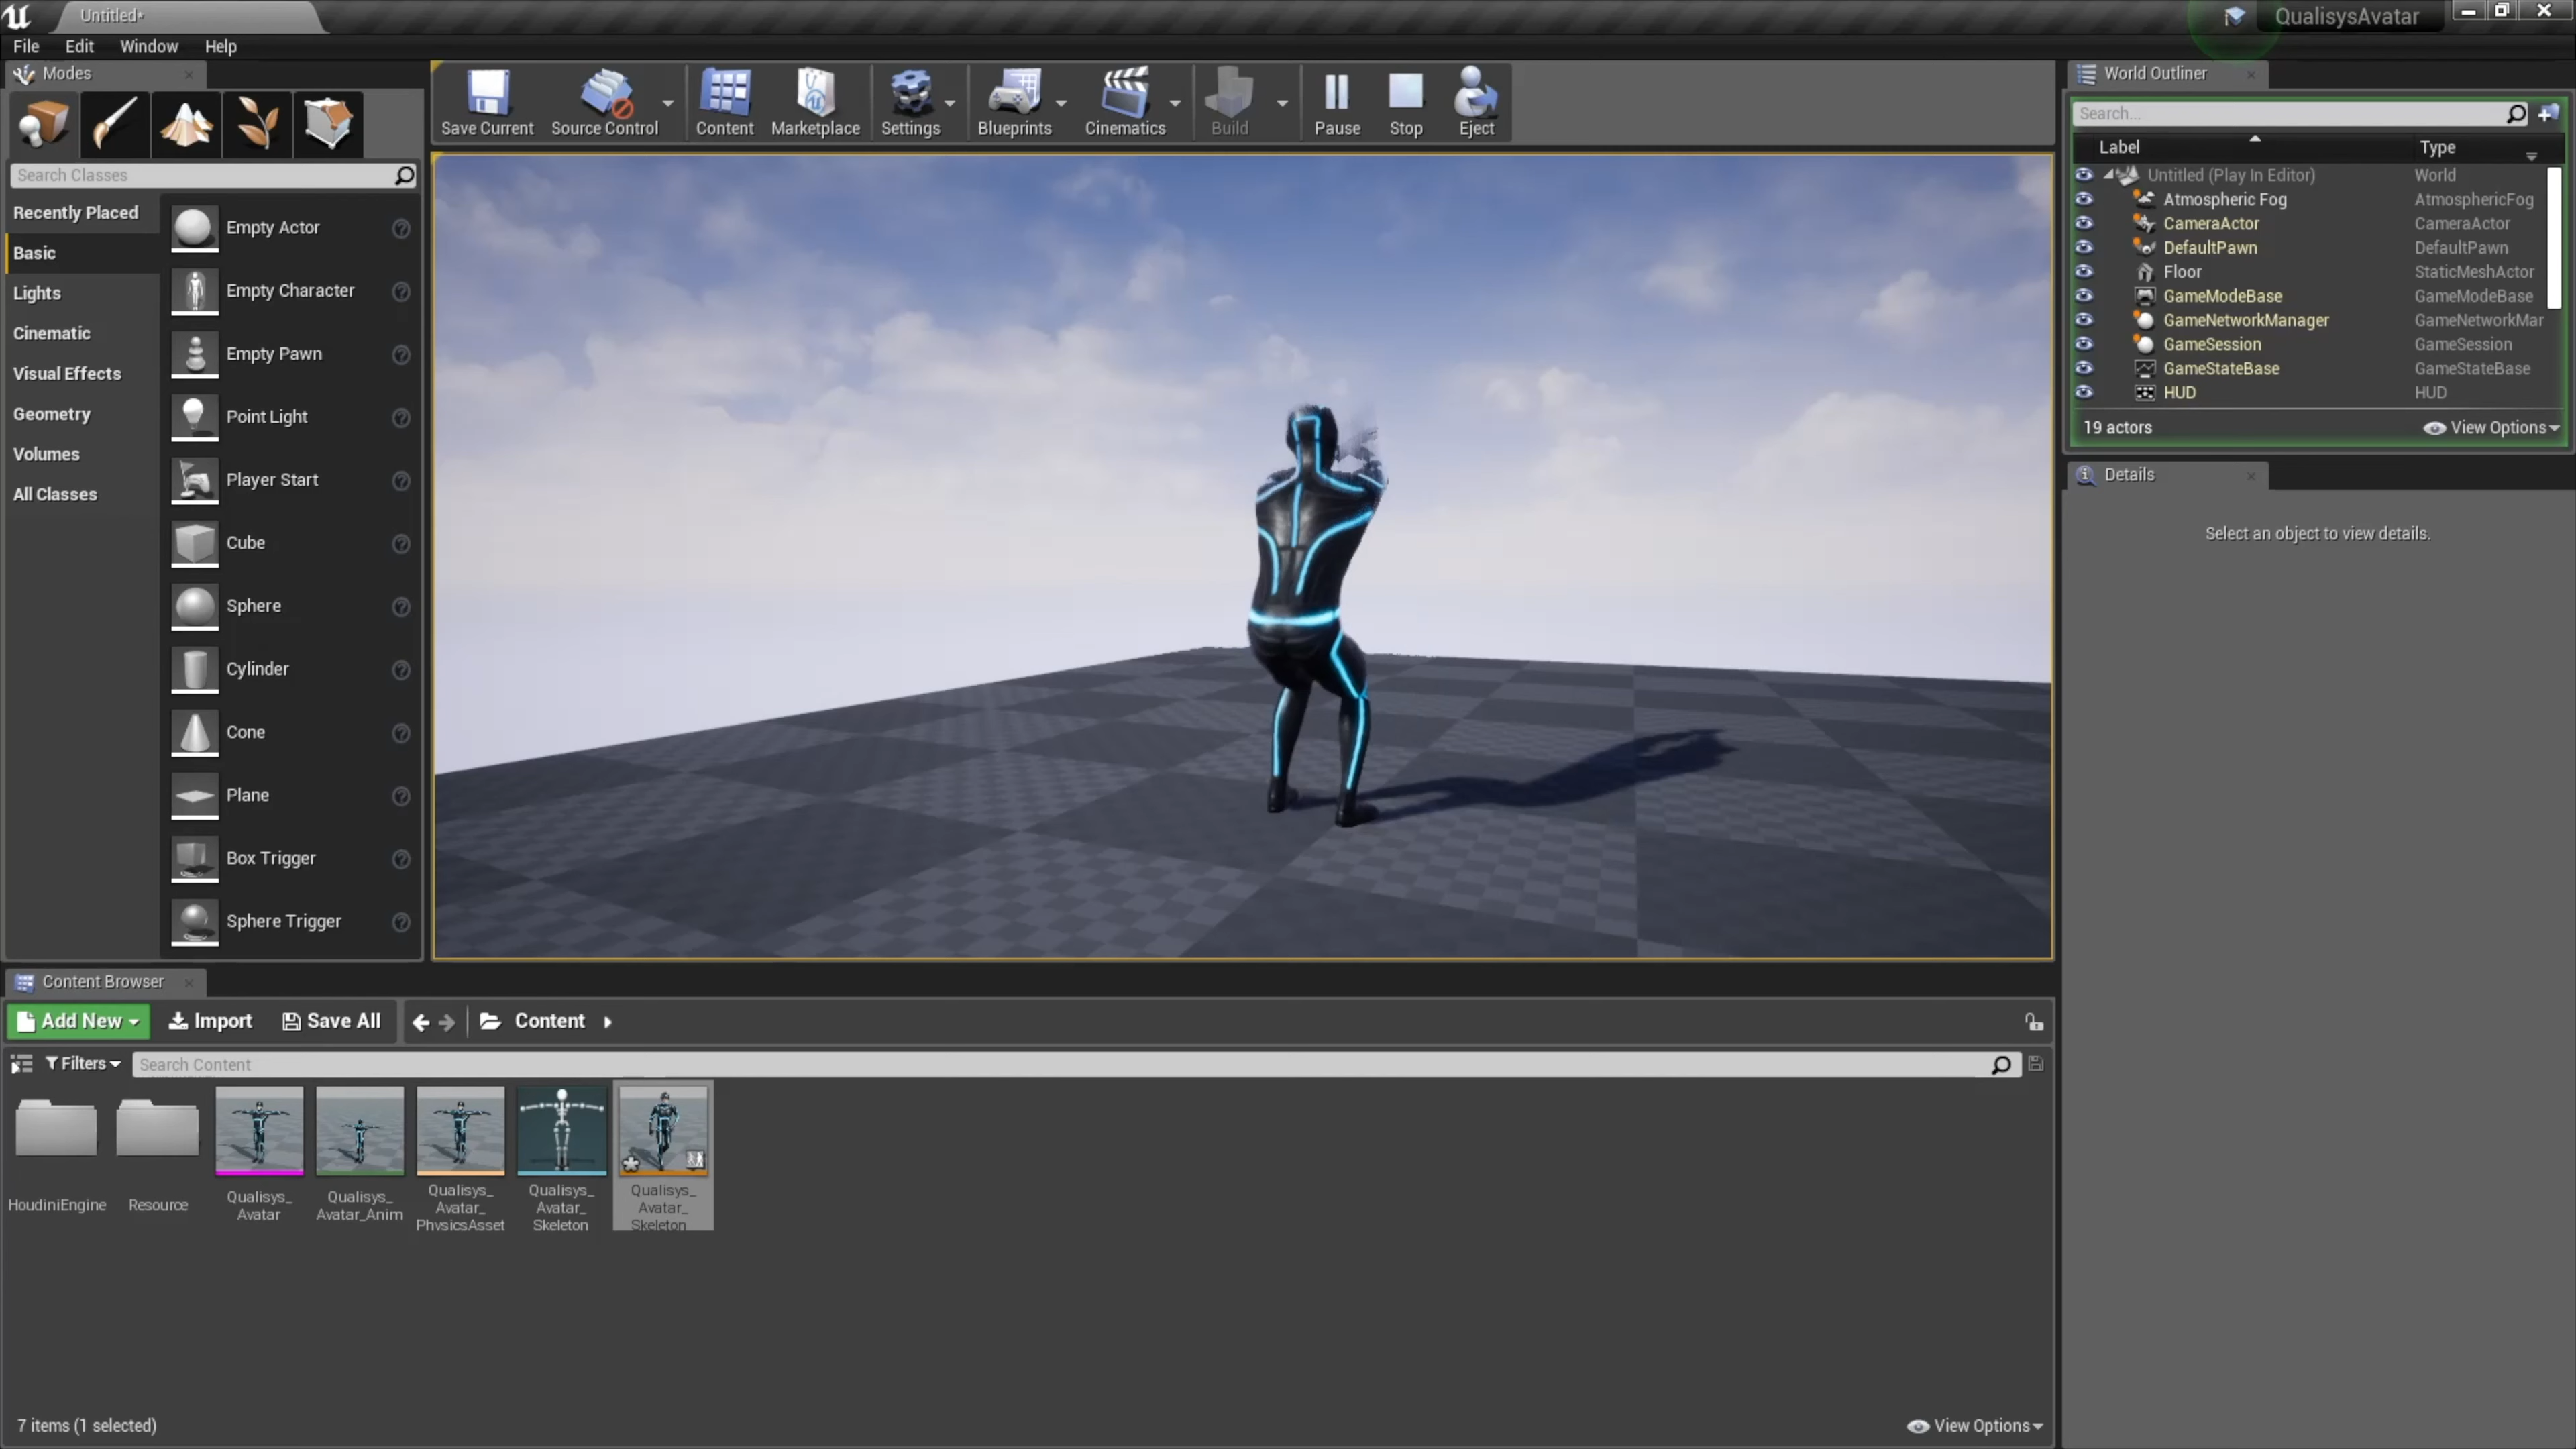 Untitled*
QualisysAvatar
File Edit Window Help
Modes
Search Classes
Recently Placed
Basic
Lights
Cinematic
Visual Effects
Geometry
Volumes
All Classes
Empty Actor
Empty Character
Empty Pawn
Point Light
Player Start
Cube
Sphere
Cylinder
Cone
Plane
Box Trigger
Sphere Trigger
Save Current
Source Control
Content
Marketplace
Settings
Blueprints
Cinematics
Build
Pause
Stop
Eject
World Outliner
Search...
Label Type
Untitled (Play In Editor) World
Atmospheric Fog AtmosphericFog
CameraActor CameraActor
DefaultPawn DefaultPawn
Floor StaticMeshActor
GameModeBase GameModeBase
GameNetworkManager GameNetworkMar
GameSession GameSession
GameStateBase GameStateBase
HUD HUD
19 actors View Options
Details
Select an object to view details.
Content Browser
Add New Import Save All Content
Filters Search Content
HoudiniEngine
Resource
Qualisys_
Avatar
Qualisys_
Avatar_Anim
Qualisys_
Avatar_
PhysicsAsset
Qualisys_
Avatar_
Skeleton
Qualisys_
Avatar_
Skeleton_
7 items (1 selected) View Options